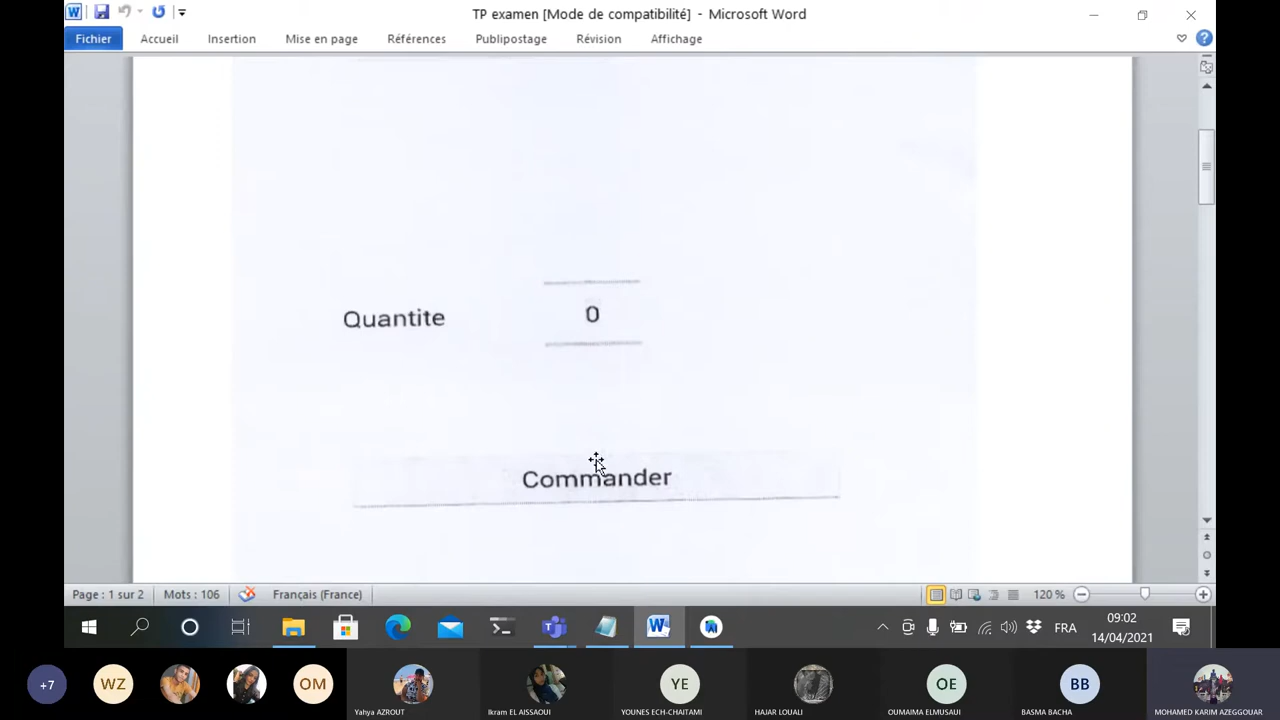 TP examen [Mode de compatibilité] - Microsoft Word
Fichier Accueil Insertion Mise en page Références Publipostage Révision Affichage
Quantite 0
Commander
Page : 1 sur 2 Mots : 106 Français (France) 120 %
FRA 09:02
14/04/2021
+7 WZ OM YE OE BB
Yahya AZROUT Ikram EL AISSAOUI YOUNES ECH-CHAITAMI HAJAR LOUALI OUMAIMA ELMUSAUI BASMA BACHA MOHAMED KARIM AZEGGOUAR